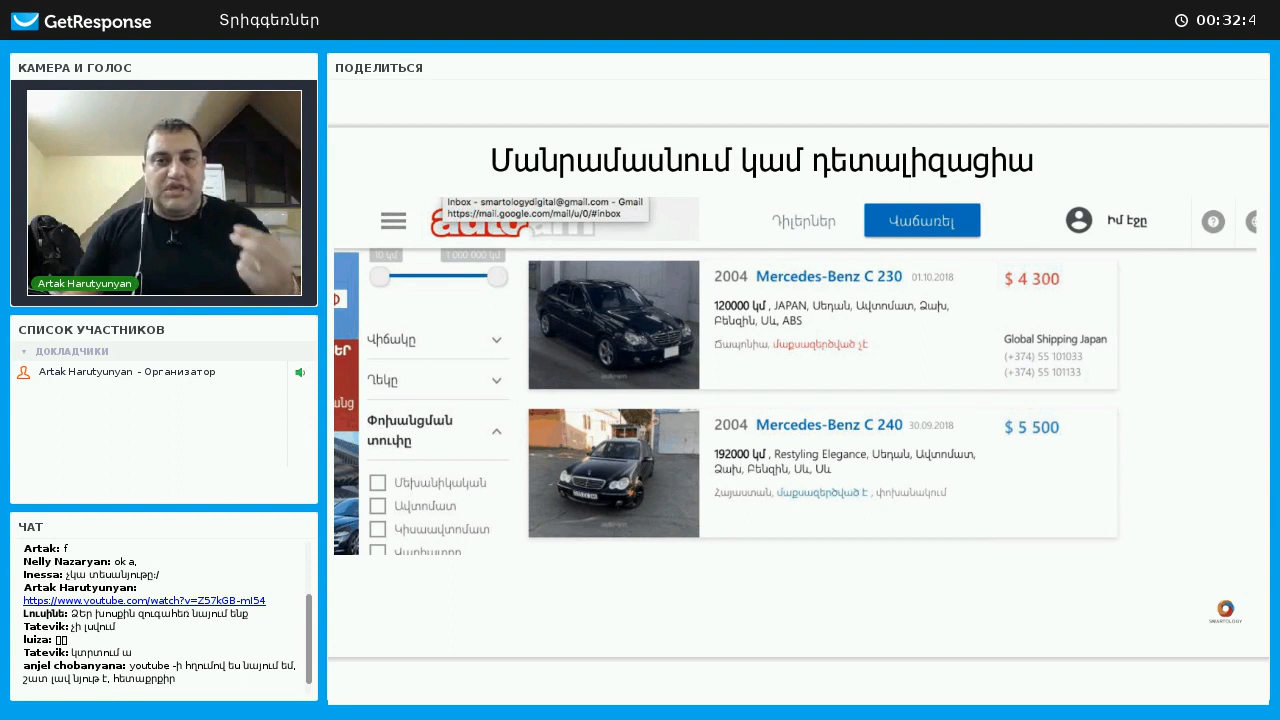 GetResponse
Տրիգգեռներ
00:32:4
КАМЕРА И ГОЛОС
Artak Harutyunyan
СПИСОК УЧАСТНИКОВ
ДОКЛАДЧИКИ
Artak Harutyunyan - Организатор
ЧАТ
Artak: f
Nelly Nazaryan: ok a,
Inessa: չկա տեսանյութը:/
Artak Harutyunyan:
https://www.youtube.com/watch?v=Z57kGB-mI54
Լուսինե: Ձեր խոսքին զուգահեռ նայում ենք
Tatevik: չի լսվում
luiza:
Tatevik: կտրտում ա
anjel chobanyana: youtube -ի հղումով ես նայում եմ,
շատ լավ նյութ է, հետաքրքիր
ПОДЕЛИТЬСЯ
Մանրամասնում կամ դետալիզացիա
Inbox - smartologydigital@gmail.com - Gmail
https://mail.google.com/mail/u/0/#inbox
auto.am
Դիլերներ
Վաճառել
Իմ էջը
10 կմ
1 000 000 կմ
Վիճակը
Ղեկը
Փոխանցման
տուփը
Մեխանիկական
Ավտոմատ
Կիսաավտոմատ
Վարիատոր
2004 Mercedes-Benz C 230 01.10.2018
$ 4 300
120000 կմ , JAPAN, Սեդան, Ավտոմատ, Ձախ,
Բենզին, Սև, ABS
Ճապոնիա, մաքսազերծված չէ
Global Shipping Japan
(+374) 55 101033
(+374) 55 101133
2004 Mercedes-Benz C 240 30.09.2018
$ 5 500
192000 կմ , Restyling Elegance, Սեդան, Ավտոմատ,
Ձախ, Բենզին, Սև, Սև
Հայաստան, մաքսազերծված է , փոխանակում
SMARTOLOGY